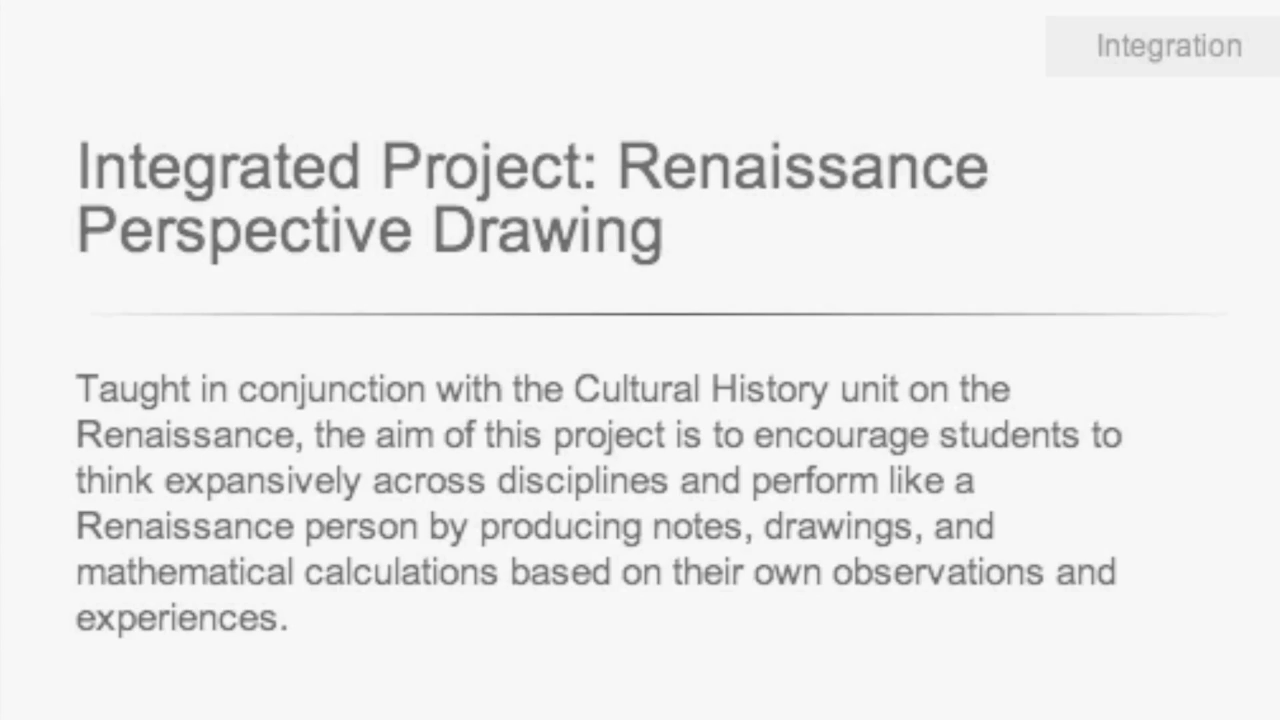 Integration
Integrated Project: Renaissance
Perspective Drawing
Taught in conjunction with the Cultural History unit on the
Renaissance, the aim of this project is to encourage students to
think expansively across disciplines and perform like a
Renaissance person by producing notes, drawings, and
mathematical calculations based on their own observations and
experiences.